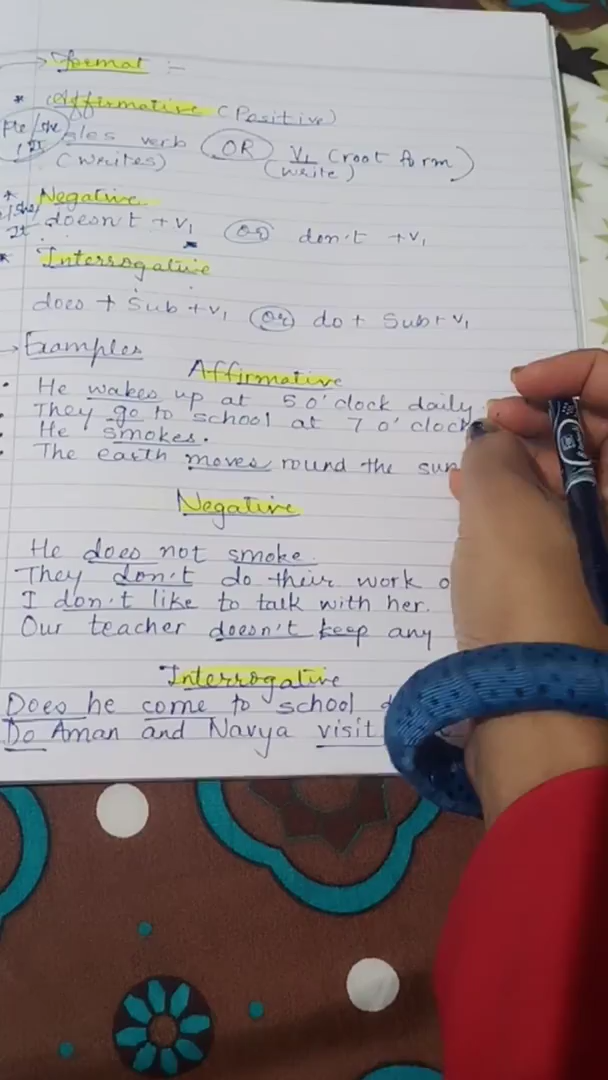 → Format :-
* Affirmative (Positive)
He/she/It s/es verb OR V1 (root form)
(writes) (write)
* Negative
He/she/It doesn't + V1 or don't + V1
* Interrogative
does + Sub + V1 or do + Sub + V1
→ Examples
Affirmative
• He wakes up at 5 o'clock daily.
• They go to school at 7 o'clock
• He smokes.
• The earth moves round the sun
Negative
He does not smoke.
They don't do their work
I don't like to talk with her.
Our teacher doesn't keep any
Interrogative
Does he come to school
Do Aman and Navya visit